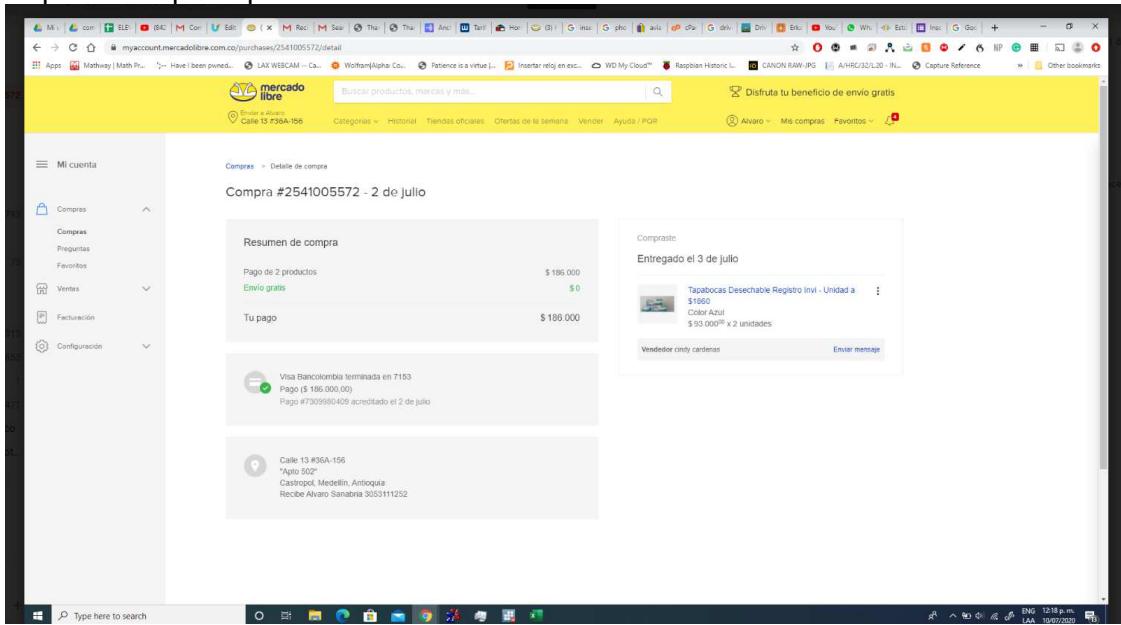 myaccount.mercadolibre.com.co/purchases/2541005572/detail
Apps
Mathway | Math Pr...
Have I been pwned...
LAX WEBCAM -- Ca...
Wolfram|Alpha: Co...
Patience is a virtue |...
Insertar reloj en exc...
WD My Cloud™
Raspbian Historic L...
CANON RAW-JPG
A/HRC/32/L.20 - IN...
Capture Reference
Other bookmarks
mercado
libre
Buscar productos, marcas y más...
Disfruta tu beneficio de envío gratis
Enviar a Alvaro
Calle 13 #36A-156
Categorías
Historial
Tiendas oficiales
Ofertas de la semana
Vender
Ayuda / PQR
Alvaro
Mis compras
Favoritos
Mi cuenta
Compras
Compras
Preguntas
Favoritos
Ventas
Facturación
Configuración
Compras > Detalle de compra
Compra #2541005572 - 2 de julio
Resumen de compra
Pago de 2 productos $ 186.000
Envío gratis $ 0
Tu pago $ 186.000
Visa Bancolombia terminada en 7153
Pago ($ 186.000,00)
Pago #7309980409 acreditado el 2 de julio
Calle 13 #36A-156
"Apto 502"
Castropol, Medellín, Antioquia
Recibe Alvaro Sanabria 3053111252
Compraste
Entregado el 3 de julio
Tapabocas Desechable Registro Invi - Unidad a
$1860
Color Azul
$ 93.000⁰⁰ x 2 unidades
Vendedor cindy cardenas
Enviar mensaje
Type here to search
ENG 12:18 p. m.
LAA 10/07/2020